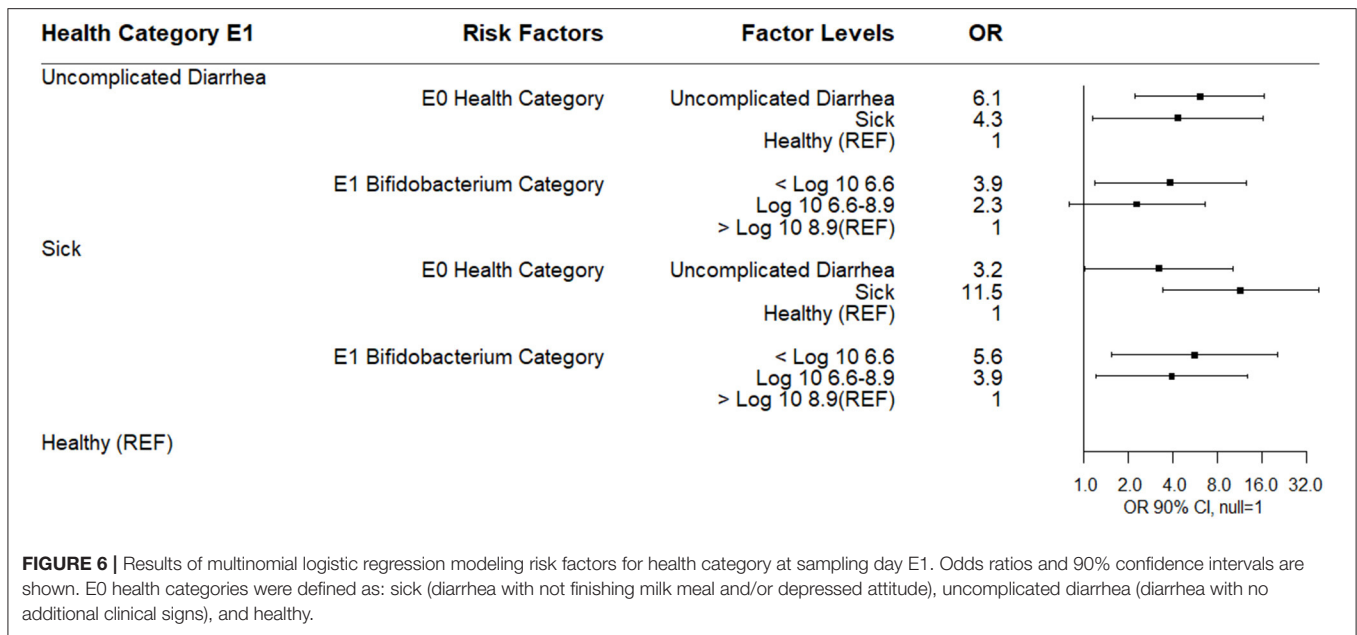 Health Category E1 Risk Factors Factor Levels OR
Uncomplicated Diarrhea
E0 Health Category Uncomplicated Diarrhea 6.1
Sick 4.3
Healthy (REF) 1
E1 Bifidobacterium Category < Log 10 6.6 3.9
Log 10 6.6-8.9 2.3
> Log 10 8.9(REF) 1
Sick
E0 Health Category Uncomplicated Diarrhea 3.2
Sick 11.5
Healthy (REF) 1
E1 Bifidobacterium Category < Log 10 6.6 5.6
Log 10 6.6-8.9 3.9
> Log 10 8.9(REF) 1
Healthy (REF)
1.0 2.0 4.0 8.0 16.0 32.0
OR 90% CI, null=1
FIGURE 6 | Results of multinomial logistic regression modeling risk factors for health category at sampling day E1. Odds ratios and 90% confidence intervals are
shown. E0 health categories were defined as: sick (diarrhea with not finishing milk meal and/or depressed attitude), uncomplicated diarrhea (diarrhea with no
additional clinical signs), and healthy.